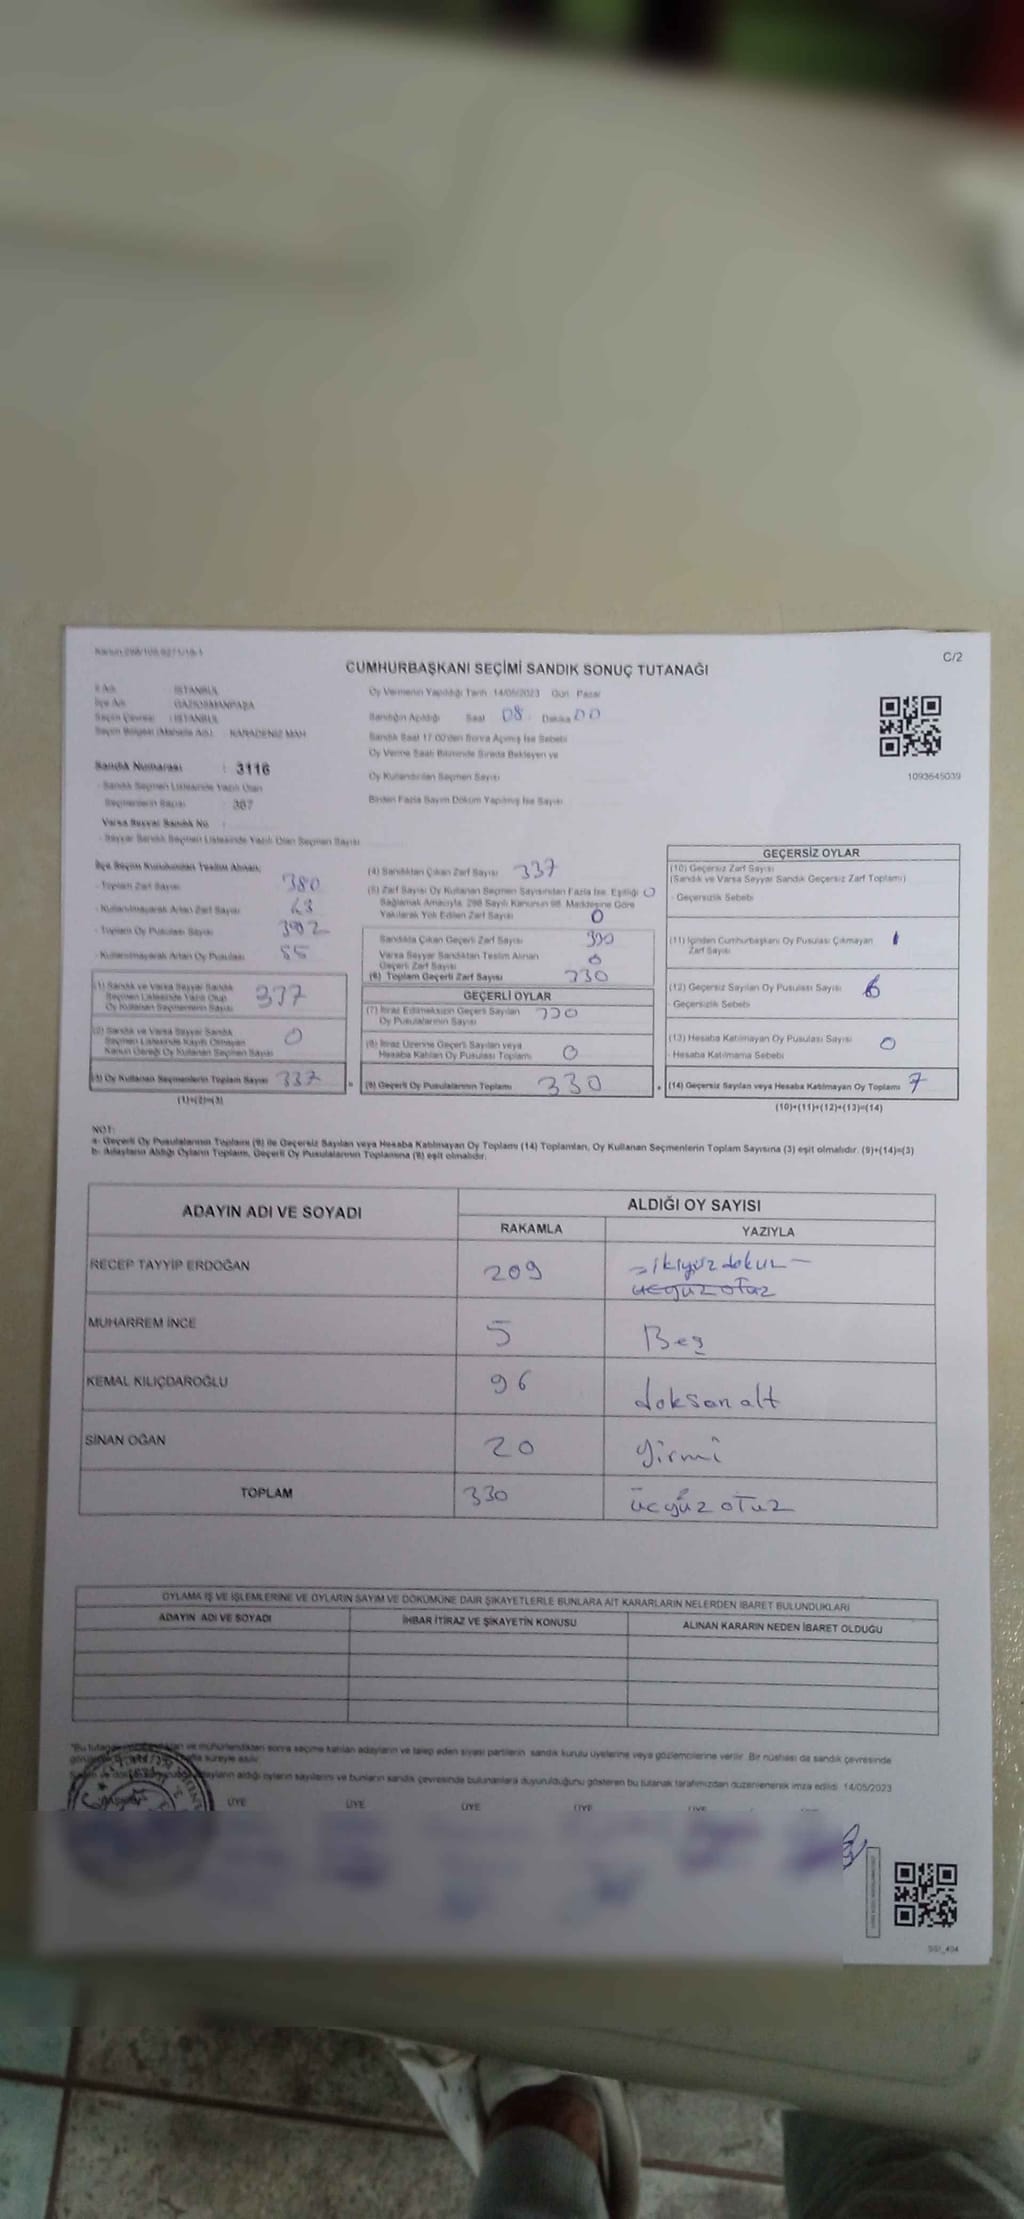 C/2
CUMHURBAŞKANI SEÇİMİ SANDIK SONUÇ TUTANAĞI
İli Adı : İSTANBUL
İlçe Adı : GAZİOSMANPAŞA
Seçim Çevresi : İSTANBUL
Seçim Bölgesi (Mahalle Adı) : KARADENİZ MAH
Sandık Numarası : 3116
- Sandık Seçmen Listesinde Yazılı Olan
Seçmenlerin Sayısı : 387
Varsa Seyyar Sandık No
- Seyyar Sandık Seçmen Listesinde Yazılı Olan Seçmen Sayısı
Oy Vermenin Yapıldığı Tarih 14/05/2023 Gün Pazar
Sandığın Açıldığı Saat 08 Dakika 00
Sandık Saat 17.00'den Sonra Açılmış İse Sebebi
Oy Verme Saati Bitiminde Sırada Bekleyen ve
Oy Kullandırılan Seçmen Sayısı
Birden Fazla Sayım Döküm Yapılmış İse Sayısı
1093645039
İlçe Seçim Kurulundan Teslim Alınan;
- Toplam Zarf Sayısı 380
- Kullanılmayarak Artan Zarf Sayısı 43
- Toplam Oy Pusulası Sayısı 392
- Kullanılmayarak Artan Oy Pusulası 55
(1) Sandık ve Varsa Seyyar Sandık
Seçmen Listesinde Yazılı Olup
Oy Kullanan Seçmenlerin Sayısı 337
(2) Sandık ve Varsa Seyyar Sandık
Seçmen Listesinde Kayıtlı Olmayan
Kanun Gereği Oy Kullanan Seçmen Sayısı 0
(3) Oy Kullanan Seçmenlerin Toplam Sayısı 337
(1)+(2)=(3)
(4) Sandıktan Çıkan Zarf Sayısı 337
(5) Zarf Sayısı Oy Kullanan Seçmen Sayısından Fazla İse, Eşitliği 0
Sağlamak Amacıyla, 298 Sayılı Kanunun 98. Maddesine Göre
Yakılarak Yok Edilen Zarf Sayısı 0
Sandıkta Çıkan Geçerli Zarf Sayısı 330
Varsa Seyyar Sandıktan Teslim Alınan
Geçerli Zarf Sayısı 0
(6) Toplam Geçerli Zarf Sayısı 330
GEÇERLİ OYLAR
(7) İtiraz Edilmeksizin Geçerli Sayılan
Oy Pusulalarının Sayısı 330
(8) İtiraz Üzerine Geçerli Sayılan veya
Hesaba Katılan Oy Pusulası Toplamı 0
(9) Geçerli Oy Pusulalarının Toplamı 330
GEÇERSİZ OYLAR
(10) Geçersiz Zarf Sayısı
(Sandık ve Varsa Seyyar Sandık Geçersiz Zarf Toplamı)
- Geçersizlik Sebebi
(11) İçinden Cumhurbaşkanı Oy Pusulası Çıkmayan 1
Zarf Sayısı
(12) Geçersiz Sayılan Oy Pusulası Sayısı 6
- Geçersizlik Sebebi
(13) Hesaba Katılmayan Oy Pusulası Sayısı 0
- Hesaba Katılmama Sebebi
(14) Geçersiz Sayılan veya Hesaba Katılmayan Oy Toplamı 7
(10)+(11)+(12)+(13)=(14)
NOT:
a- Geçerli Oy Pusulalarının Toplamı (9) ile Geçersiz Sayılan veya Hesaba Katılmayan Oy Toplamı (14) Toplamları, Oy Kullanan Seçmenlerin Toplam Sayısına (3) eşit olmalıdır. (9)+(14)=(3)
b- Adayların Aldığı Oyların Toplamı, Geçerli Oy Pusulalarının Toplamına (9) eşit olmalıdır.
ADAYIN ADI VE SOYADI ALDIĞI OY SAYISI
RAKAMLA YAZIYLA
RECEP TAYYİP ERDOĞAN 209 ikiyüzdokuz
üçyüz otuz
MUHARREM İNCE 5 Beş
KEMAL KILIÇDAROĞLU 96 doksan altı
SİNAN OĞAN 20 yirmi
TOPLAM 330 üçyüz otuz
OYLAMA İŞ VE İŞLEMLERİNE VE OYLARIN SAYIM VE DÖKÜMÜNE DAİR ŞİKAYETLERLE BUNLARA AİT KARARLARIN NELERDEN İBARET BULUNDUKLARI
ADAYIN ADI VE SOYADI İHBAR İTİRAZ VE ŞİKAYETİN KONUSU ALINAN KARARIN NEDEN İBARET OLDUĞU
ve mühürlendikten sonra seçime katılan adayların ve talep eden siyasi partilerin sandık kurulu üyelerine veya gözlemcilerine verilir. Bir nüshası da sandık çevresinde
süreyle asılır.
adayların aldığı oyların sayılarını ve bunların sandık çevresinde bulunanlara duyurulduğunu gösteren bu tutanak tarafımızdan düzenlenerek imza edildi. 14/05/2023
BAŞKAN ÜYE ÜYE ÜYE ÜYE ÜYE